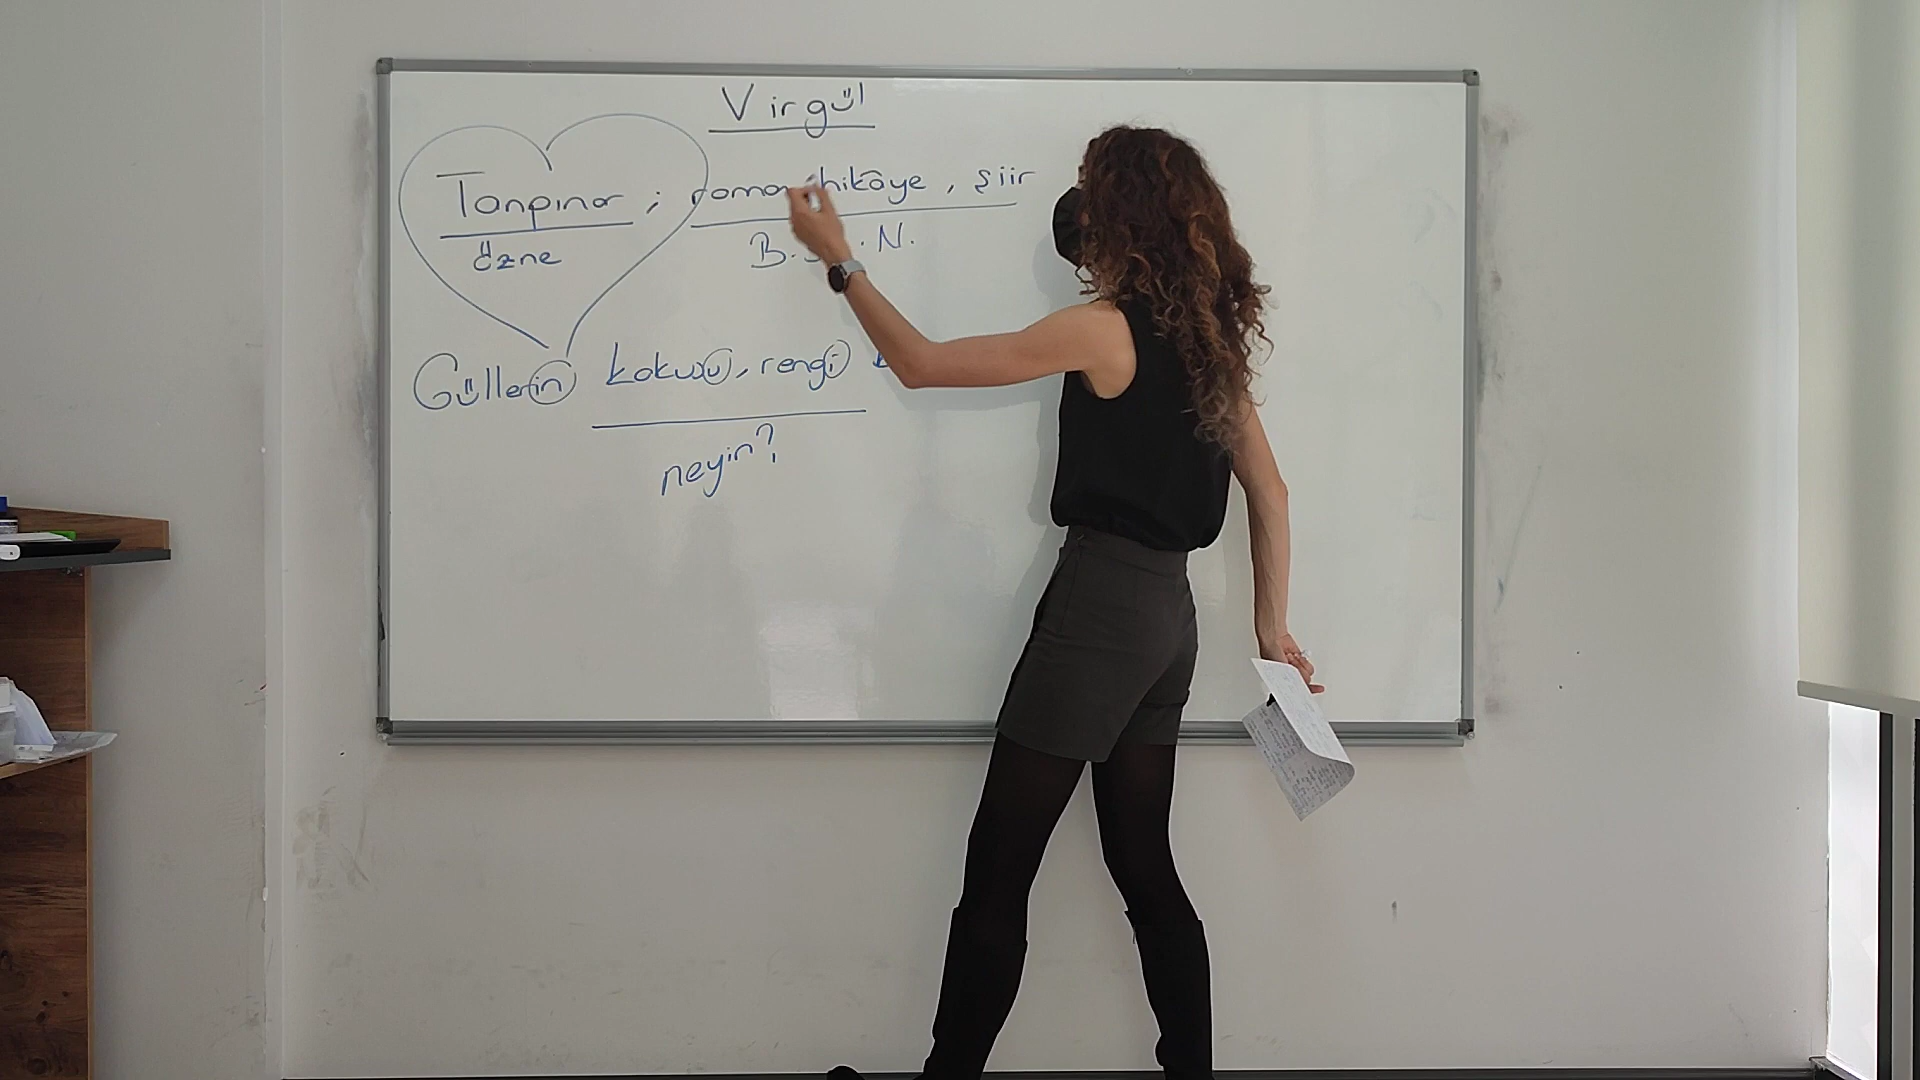 Virgül
Tanpınar ; roman, hikâye, şiir
özne B. N.
Güllerin kokusu, rengi
neyin?